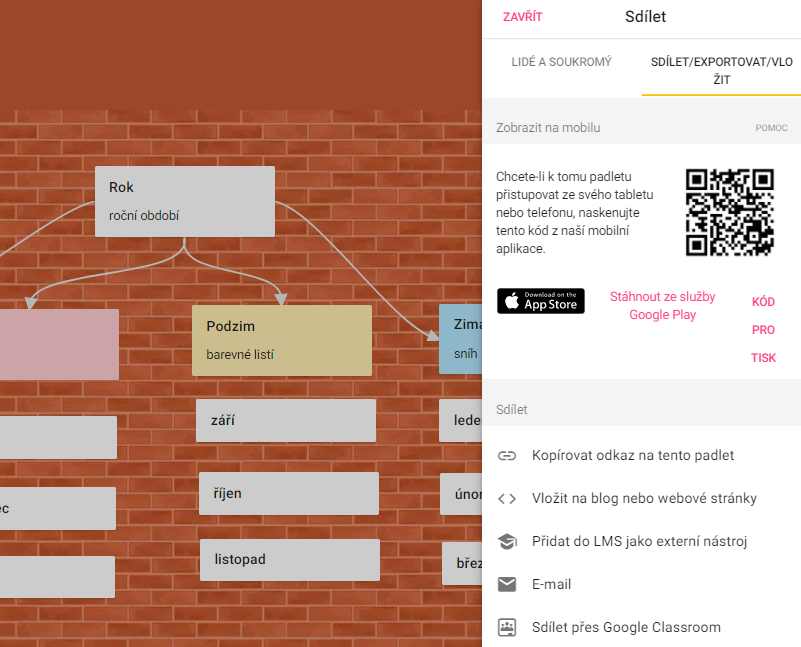 Rok
roční období
Podzim
barevné listí
září
říjen
listopad
Zima
sníh
lede
únor
břez
ec
ZAVŘÍT
Sdílet
LIDÉ A SOUKROMÝ
SDÍLET/EXPORTOVAT/VLO
ŽIT
Zobrazit na mobilu
POMOC
Chcete-li k tomu padletu
přistupovat ze svého tabletu
nebo telefonu, naskenujte
tento kód z naší mobilní
aplikace.
Download on the
App Store
Stáhnout ze služby
Google Play
KÓD
PRO
TISK
Sdílet
Kopírovat odkaz na tento padlet
Vložit na blog nebo webové stránky
Přidat do LMS jako externí nástroj
E-mail
Sdílet přes Google Classroom